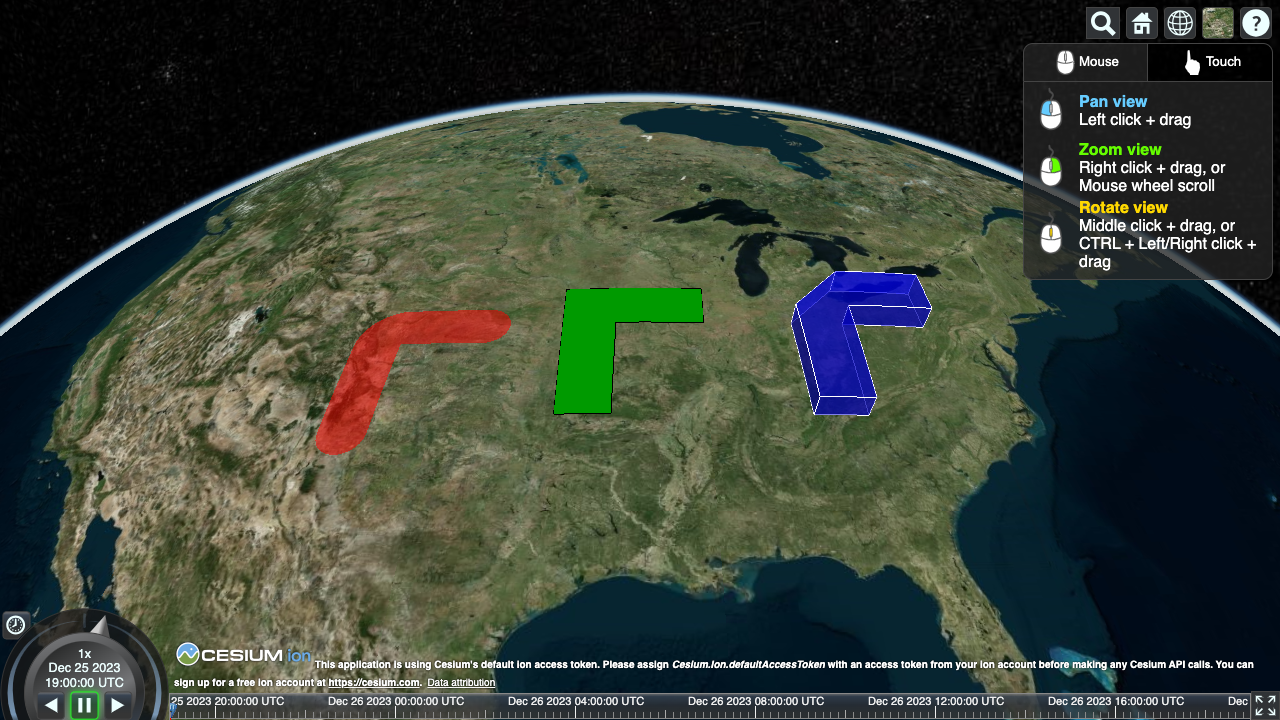 Mouse
Touch
Pan view
Left click + drag
Zoom view
Right click + drag, or
Mouse wheel scroll
Rotate view
Middle click + drag, or
CTRL + Left/Right click +
drag
1x
Dec 25 2023
19:00:00 UTC
CESIUM ion This application is using Cesium's default ion access token. Please assign Cesium.Ion.defaultAccessToken with an access token from your ion account before making any Cesium API calls. You can
sign up for a free ion account at https://cesium.com. Data attribution
25 2023 20:00:00 UTC Dec 26 2023 00:00:00 UTC Dec 26 2023 04:00:00 UTC Dec 26 2023 08:00:00 UTC Dec 26 2023 12:00:00 UTC Dec 26 2023 16:00:00 UTC Dec